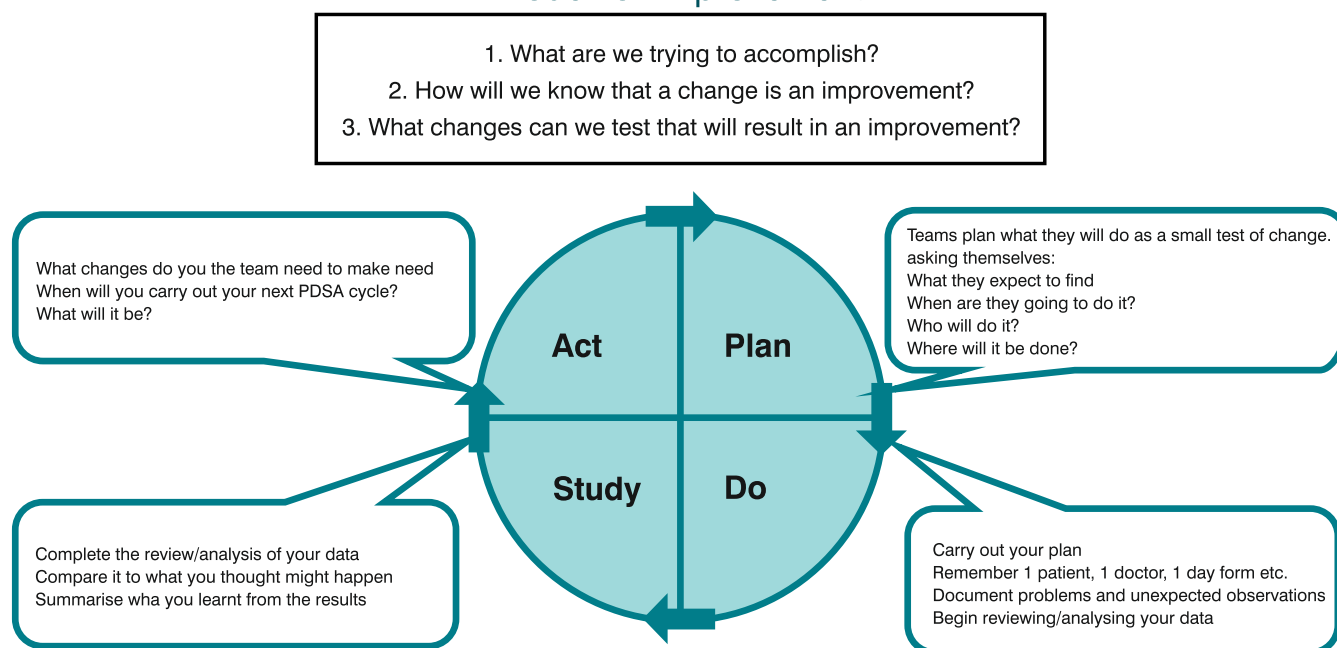 1. What are we trying to accomplish?
2. How will we know that a change is an improvement?
3. What changes can we test that will result in an improvement?
What changes do you the team need to make need
When will you carry out your next PDSA cycle?
What will it be?
Teams plan what they will do as a small test of change.
asking themselves:
What they expect to find
When are they going to do it?
Who will do it?
Where will it be done?
Act
Plan
Study
Do
Complete the review/analysis of your data
Compare it to what you thought might happen
Summarise wha you learnt from the results
Carry out your plan
Remember 1 patient, 1 doctor, 1 day form etc.
Document problems and unexpected observations
Begin reviewing/analysing your data